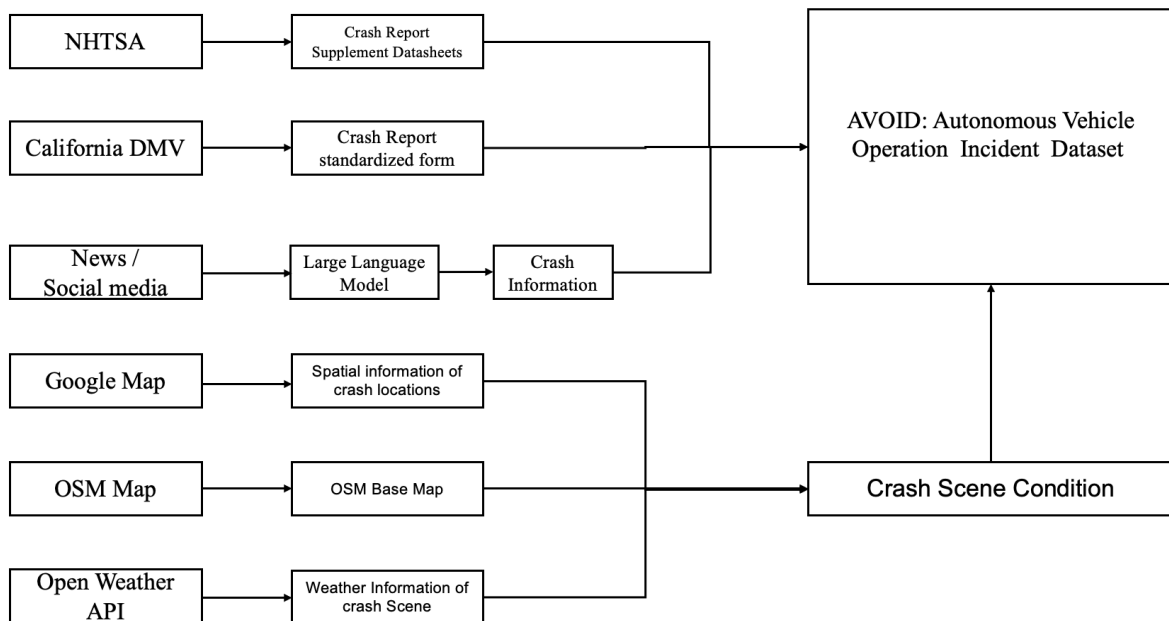 NHTSA
Crash Report
Supplement Datasheets
AVOID: Autonomous Vehicle
Operation Incident Dataset
California DMV
Crash Report
standardized form
News /
Social media
Large Language
Model
Crash
Information
Google Map
Spatial information of
crash locations
OSM Map
OSM Base Map
Crash Scene Condition
Open Weather
API
Weather Information of
crash Scene